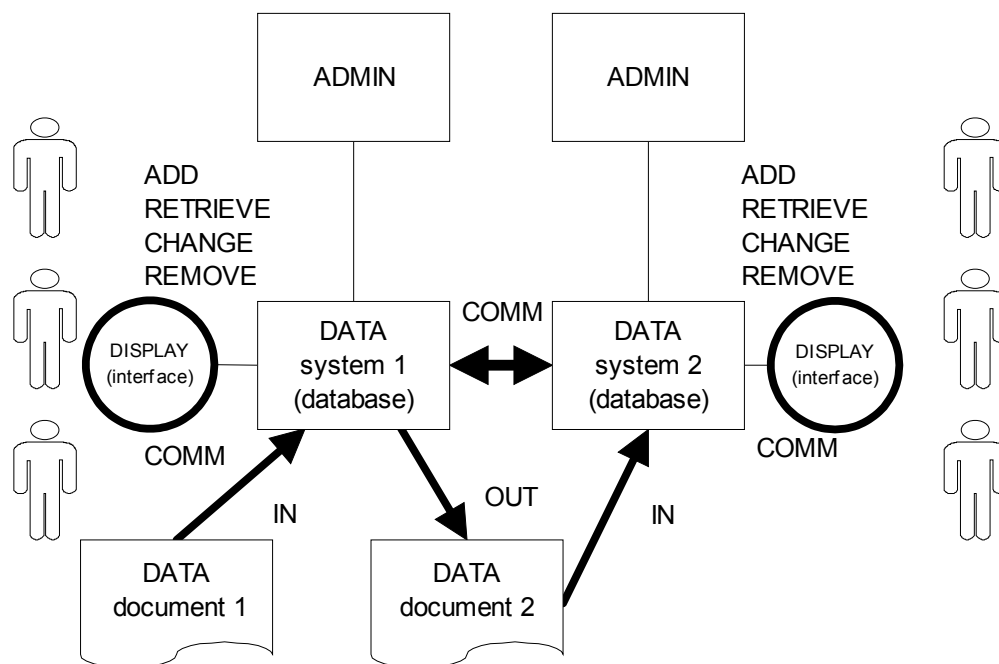 ADMIN
ADMIN
ADD
RETRIEVE
CHANGE
REMOVE
ADD
RETRIEVE
CHANGE
REMOVE
DISPLAY
(interface)
DATA
system 1
(database)
COMM
DATA
system 2
(database)
DISPLAY
(interface)
COMM
COMM
IN
OUT
IN
DATA
document 1
DATA
document 2